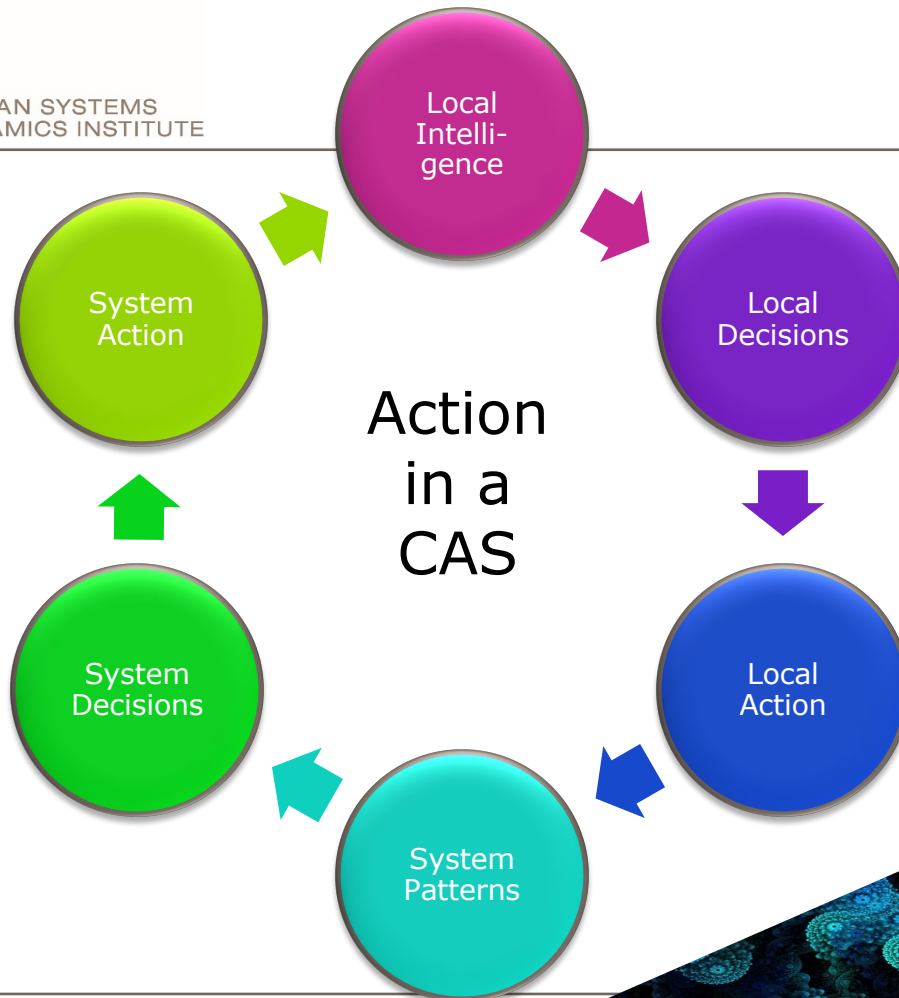 AN SYSTEMS
AMICS INSTITUTE
Local
Intelli-
gence
Local
Decisions
Local
Action
System
Patterns
System
Decisions
System
Action
Action
in a
CAS